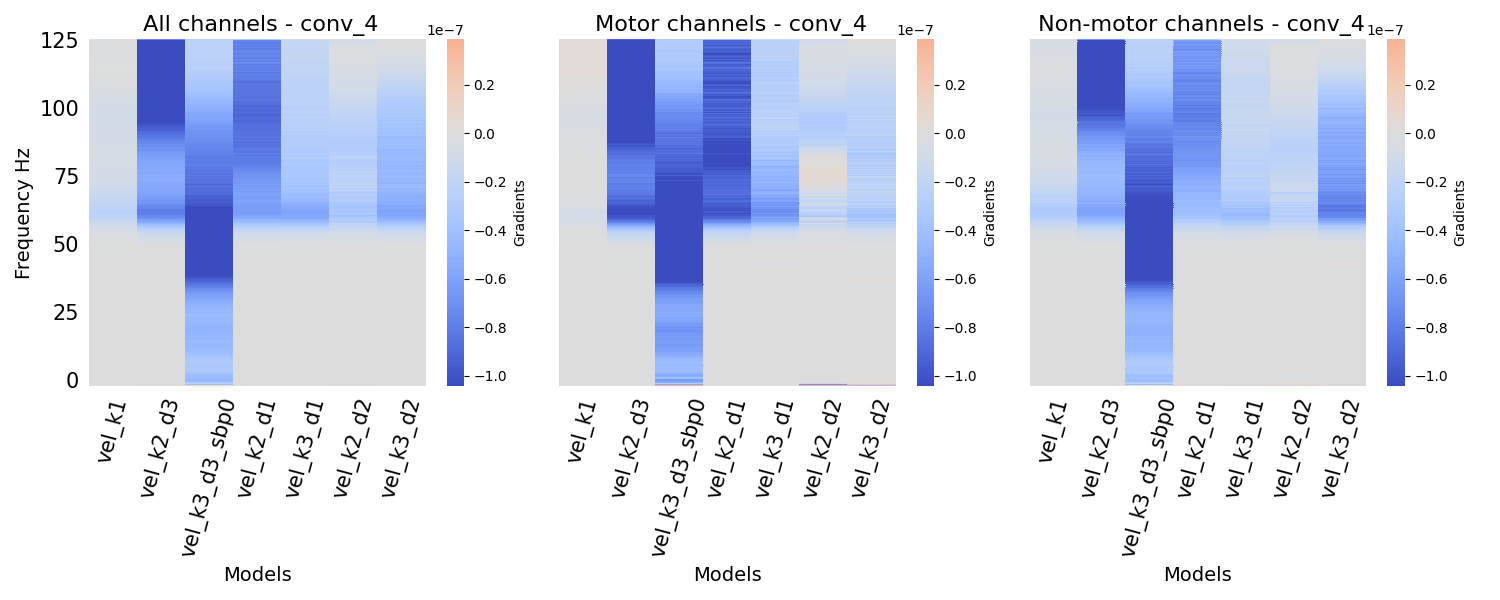 All channels - conv_4
Motor channels - conv_4
Non-motor channels - conv_4
1e−7
1e−7
1e−7
Frequency Hz
125
100
75
50
25
0
0.2
0.0
−0.2
−0.4
−0.6
−0.8
−1.0
Gradients
0.2
0.0
−0.2
−0.4
−0.6
−0.8
−1.0
Gradients
0.2
0.0
−0.2
−0.4
−0.6
−0.8
−1.0
Gradients
vel_k1
vel_k2_d3
vel_k3_d3_sbp0
vel_k2_d1
vel_k3_d1
vel_k2_d2
vel_k3_d2
vel_k1
vel_k2_d3
vel_k3_d3_sbp0
vel_k2_d1
vel_k3_d1
vel_k2_d2
vel_k3_d2
vel_k1
vel_k2_d3
vel_k3_d3_sbp0
vel_k2_d1
vel_k3_d1
vel_k2_d2
vel_k3_d2
Models
Models
Models